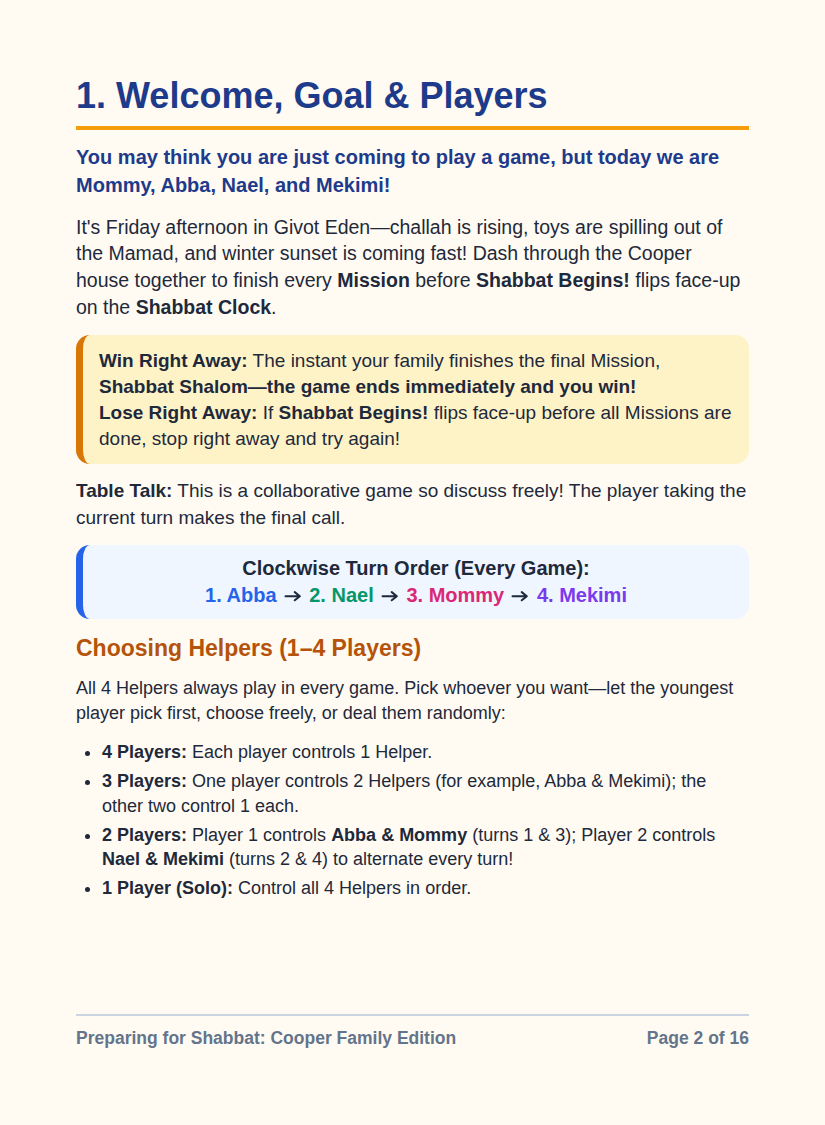 1. Welcome, Goal & Players
You may think you are just coming to play a game, but today we are
Mommy, Abba, Nael, and Mekimi!
It's Friday afternoon in Givot Eden—challah is rising, toys are spilling out of
the Mamad, and winter sunset is coming fast! Dash through the Cooper
house together to finish every Mission before Shabbat Begins! flips face-up
on the Shabbat Clock.
Win Right Away: The instant your family finishes the final Mission,
Shabbat Shalom—the game ends immediately and you win!
Lose Right Away: If Shabbat Begins! flips face-up before all Missions are
done, stop right away and try again!
Table Talk: This is a collaborative game so discuss freely! The player taking the
current turn makes the final call.
Clockwise Turn Order (Every Game):
1. Abba → 2. Nael → 3. Mommy → 4. Mekimi
Choosing Helpers (1–4 Players)
All 4 Helpers always play in every game. Pick whoever you want—let the youngest
player pick first, choose freely, or deal them randomly:
• 4 Players: Each player controls 1 Helper.
• 3 Players: One player controls 2 Helpers (for example, Abba & Mekimi); the
other two control 1 each.
• 2 Players: Player 1 controls Abba & Mommy (turns 1 & 3); Player 2 controls
Nael & Mekimi (turns 2 & 4) to alternate every turn!
• 1 Player (Solo): Control all 4 Helpers in order.
Preparing for Shabbat: Cooper Family Edition
Page 2 of 16